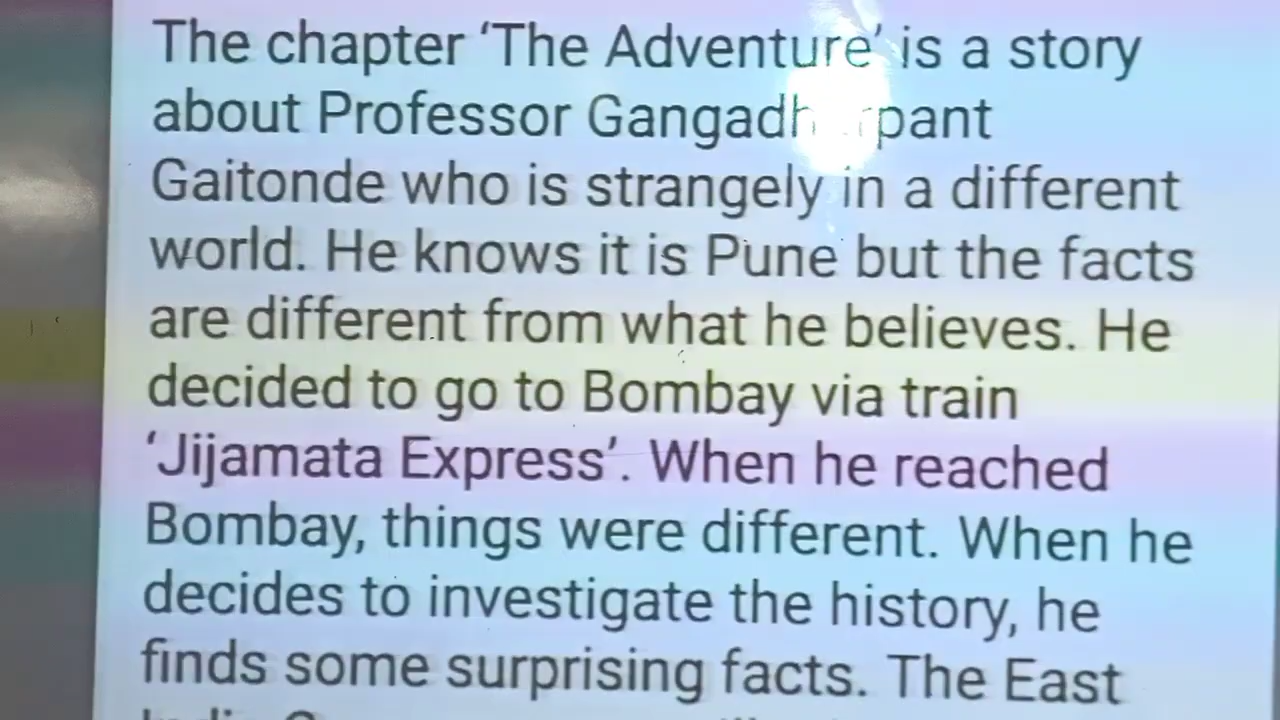 The chapter ‘The Adventure’ is a story
about Professor
Gaitonde who is strangely in a different
world. He knows it is Pune but the facts
are different from what he believes. He
decided to go to Bombay via train
‘Jijamata Express’. When he reached
Bombay, things were different. When he
decides to investigate the history, he
finds some surprising facts. The East